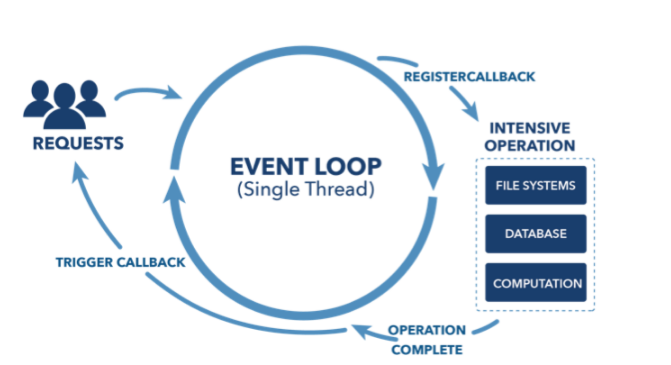 REGISTERCALLBACK
REQUESTS
INTENSIVE
OPERATION
EVENT LOOP
(Single Thread)
FILE SYSTEMS
DATABASE
COMPUTATION
TRIGGER CALLBACK
OPERATION
COMPLETE